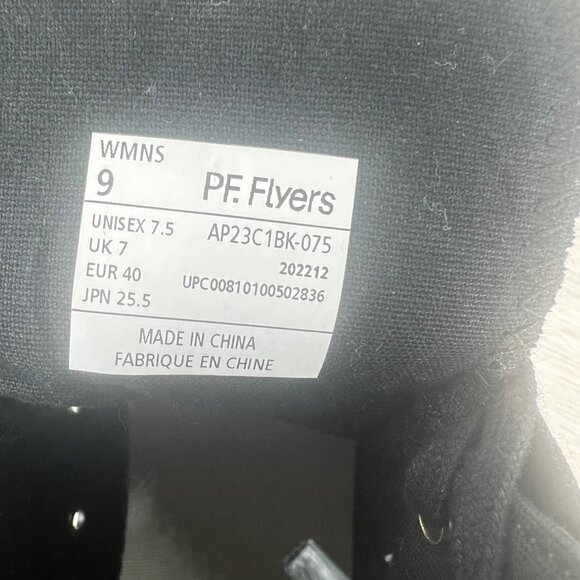 WMNS
9
PF. Flyers
UNISEX 7.5
UK 7
EUR 40
JPN 25.5
AP23C1BK-075
202212
UPC00810100502836
MADE IN CHINA
FABRIQUE EN CHINE